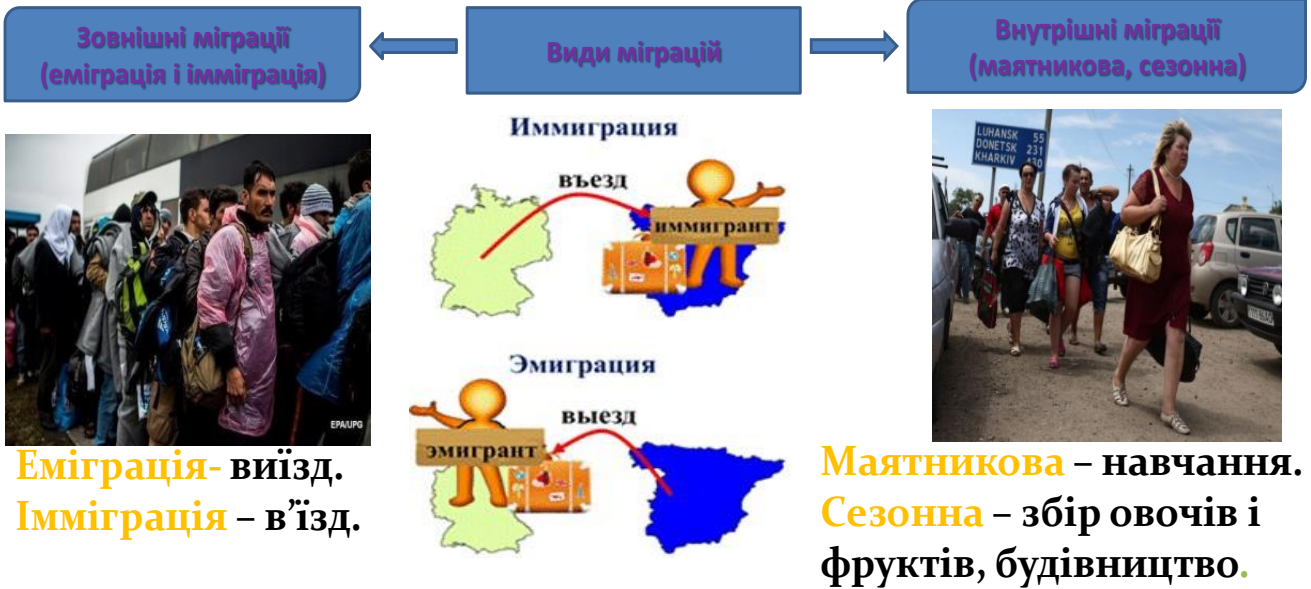 Зовнішні міграції
(еміграція і імміграція)
Види міграцій
Внутрішні міграції
(маятникова, сезонна)
Иммиграция
въезд
иммигрант
Эмиграция
выезд
эмигрант
LUHANSK 55
DONETSK 231
KHARKIV 430
EPA/UPG
Еміграція- виїзд.
Імміграція – в’їзд.
Маятникова – навчання.
Сезонна – збір овочів і
фруктів, будівництво.